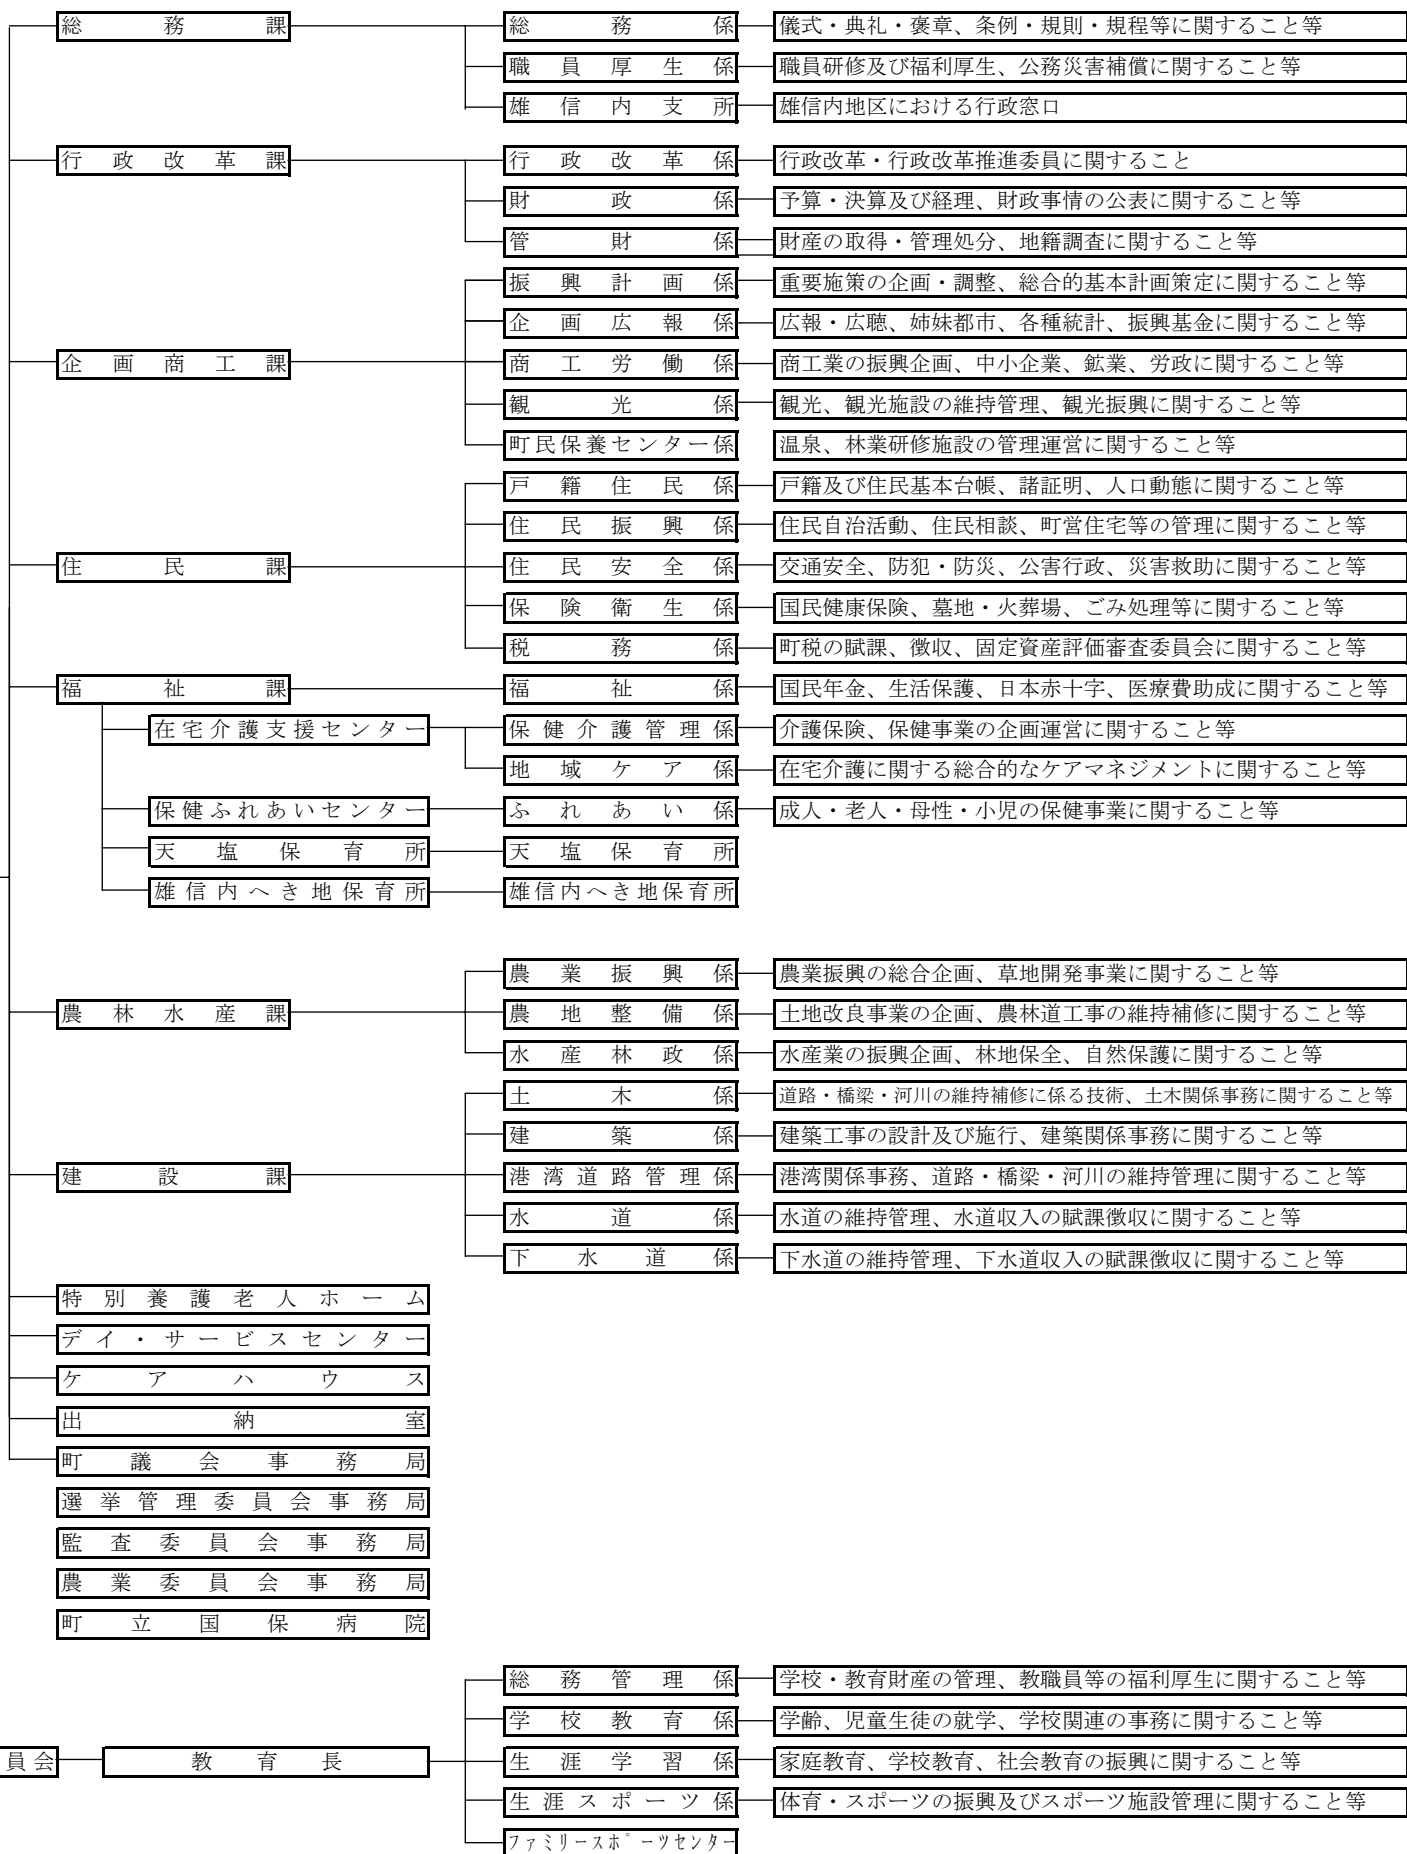 総務課 総務係 儀式・典礼・褒章、条例・規則・規程等に関すること等
職員厚生係 職員研修及び福利厚生、公務災害補償に関すること等
雄信内支所 雄信内地区における行政窓口
行政改革課 行政改革係 行政改革・行政改革推進委員に関すること
財政係 予算・決算及び経理、財政事情の公表に関すること等
管財係 財産の取得・管理処分、地籍調査に関すること等
振興計画係 重要施策の企画・調整、総合的基本計画策定に関すること等
企画広報係 広報・広聴、姉妹都市、各種統計、振興基金に関すること等
企画商工課 商工労働係 商工業の振興企画、中小企業、鉱業、労政に関すること等
観光係 観光、観光施設の維持管理、観光振興に関すること等
町民保養センター係 温泉、林業研修施設の管理運営に関すること等
戸籍住民係 戸籍及び住民基本台帳、諸証明、人口動態に関すること等
住民振興係 住民自治活動、住民相談、町営住宅等の管理に関すること等
住民課 住民安全係 交通安全、防犯・防災、公害行政、災害救助に関すること等
保険衛生係 国民健康保険、墓地・火葬場、ごみ処理等に関すること等
税務係 町税の賦課、徴収、固定資産評価審査委員会に関すること等
福祉課 福祉係 国民年金、生活保護、日本赤十字、医療費助成に関すること等
在宅介護支援センター 保健介護管理係 介護保険、保健事業の企画運営に関すること等
地域ケア係 在宅介護に関する総合的なケアマネジメントに関すること等
保健ふれあいセンター ふれあい係 成人・老人・母性・小児の保健事業に関すること等
天塩保育所 天塩保育所
雄信内へき地保育所 雄信内へき地保育所
農業振興係 農業振興の総合企画、草地開発事業に関すること等
農林水産課 農地整備係 土地改良事業の企画、農林道工事の維持補修に関すること等
水産林政係 水産業の振興企画、林地保全、自然保護に関すること等
土木係 道路・橋梁・河川の維持補修に係る技術、土木関係事務に関すること等
建築係 建築工事の設計及び施行、建築関係事務に関すること等
建設課 港湾道路管理係 港湾関係事務、道路・橋梁・河川の維持管理に関すること等
水道係 水道の維持管理、水道収入の賦課徴収に関すること等
下水道係 下水道の維持管理、下水道収入の賦課徴収に関すること等
特別養護老人ホーム
デイ・サービスセンター
ケアハウス
出納室
町議会事務局
選挙管理委員会事務局
監査委員会事務局
農業委員会事務局
町立国保病院
総務管理係 学校・教育財産の管理、教職員等の福利厚生に関すること等
学校教育係 学齢、児童生徒の就学、学校関連の事務に関すること等
員会 教育長 生涯学習係 家庭教育、学校教育、社会教育の振興に関すること等
生涯スポーツ係 体育・スポーツの振興及びスポーツ施設管理に関すること等
ファミリースポーツセンター